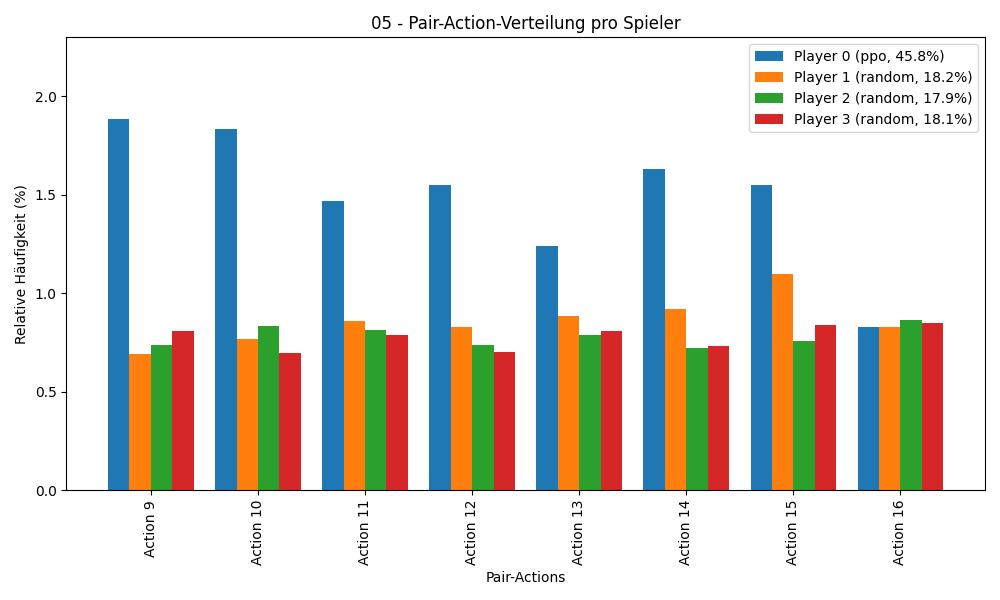 05 - Pair-Action-Verteilung pro Spieler
Player 0 (ppo, 45.8%)
Player 1 (random, 18.2%)
Player 2 (random, 17.9%)
Player 3 (random, 18.1%)
Relative Häufigkeit (%)
2.0
1.5
1.0
0.5
0.0
Action 9
Action 10
Action 11
Action 12
Action 13
Action 14
Action 15
Action 16
Pair-Actions